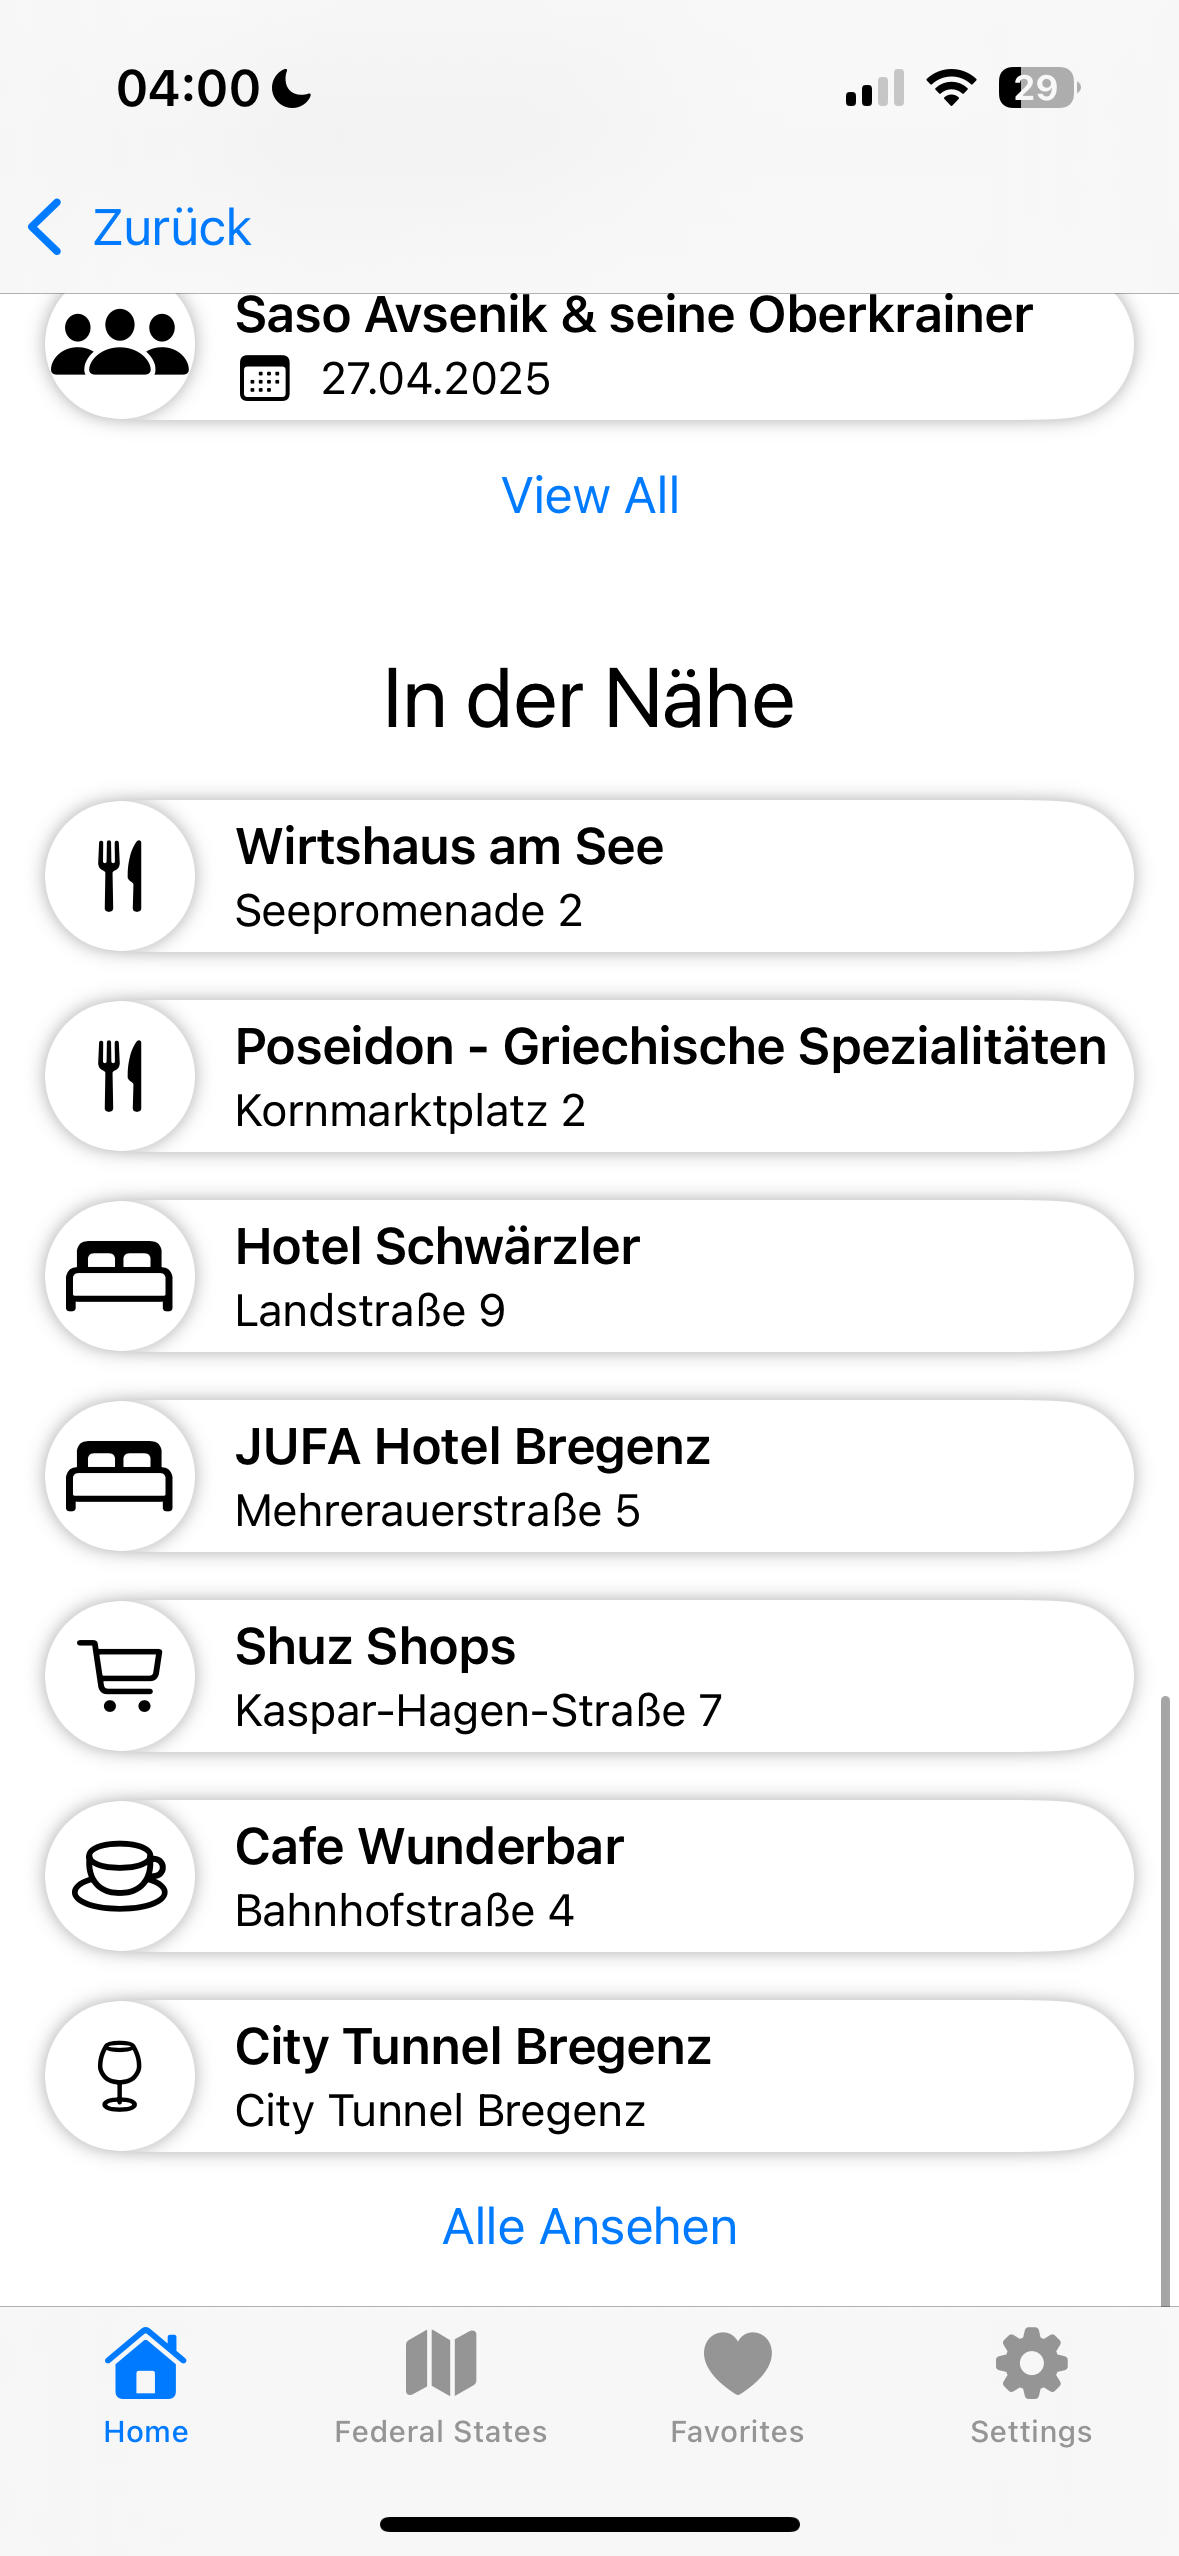 04:00
29
Zurück
Saso Avsenik & seine Oberkrainer
27.04.2025
View All
In der Nähe
Wirtshaus am See
Seepromenade 2
Poseidon - Griechische Spezialitäten
Kornmarktplatz 2
Hotel Schwärzler
Landstraße 9
JUFA Hotel Bregenz
Mehrerauerstraße 5
Shuz Shops
Kaspar-Hagen-Straße 7
Cafe Wunderbar
Bahnhofstraße 4
City Tunnel Bregenz
City Tunnel Bregenz
Alle Ansehen
Home
Federal States
Favorites
Settings